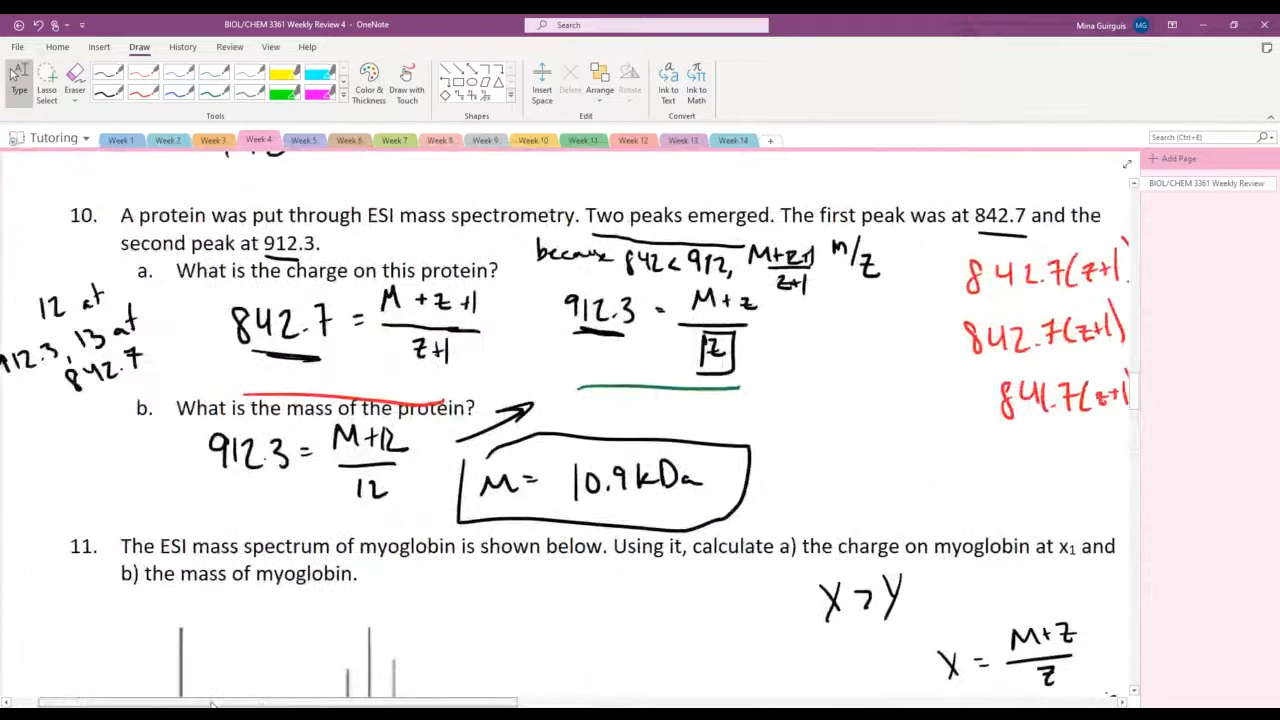 BIOL/CHEM 3361 Weekly Review 4 - OneNote
Search
Mina Guirguis MG
File Home Insert Draw History Review View Help
Type
Lasso Select
Eraser
Color & Thickness
Draw with Touch
Insert Space
Delete
Arrange
Rotate
Ink to Text
Ink to Math
Tools
Shapes
Edit
Convert
Tutoring
Week 1 Week 2 Week 3 Week 4 Week 5 Week 6 Week 7 Week 8 Week 9 Week 10 Week 11 Week 12 Week 13 Week 14 +
Search (Ctrl+E)
Add Page
BIOL/CHEM 3361 Weekly Review
10. A protein was put through ESI mass spectrometry. Two peaks emerged. The first peak was at 842.7 and the
second peak at 912.3.
because 842 < 912, M+z+1 / z+1 m/z
a. What is the charge on this protein?
842.7 = M + z + 1 / z+1
912.3 = M + z / z
12 at
912.3, 13 at
842.7
842.7(z+1)
842.7(z+1)
841.7(z+1)
b. What is the mass of the protein?
912.3 = M+12 / 12
M = 10.9 kDa
11. The ESI mass spectrum of myoglobin is shown below. Using it, calculate a) the charge on myoglobin at x₁ and
b) the mass of myoglobin.
X > Y
X = M+Z / Z